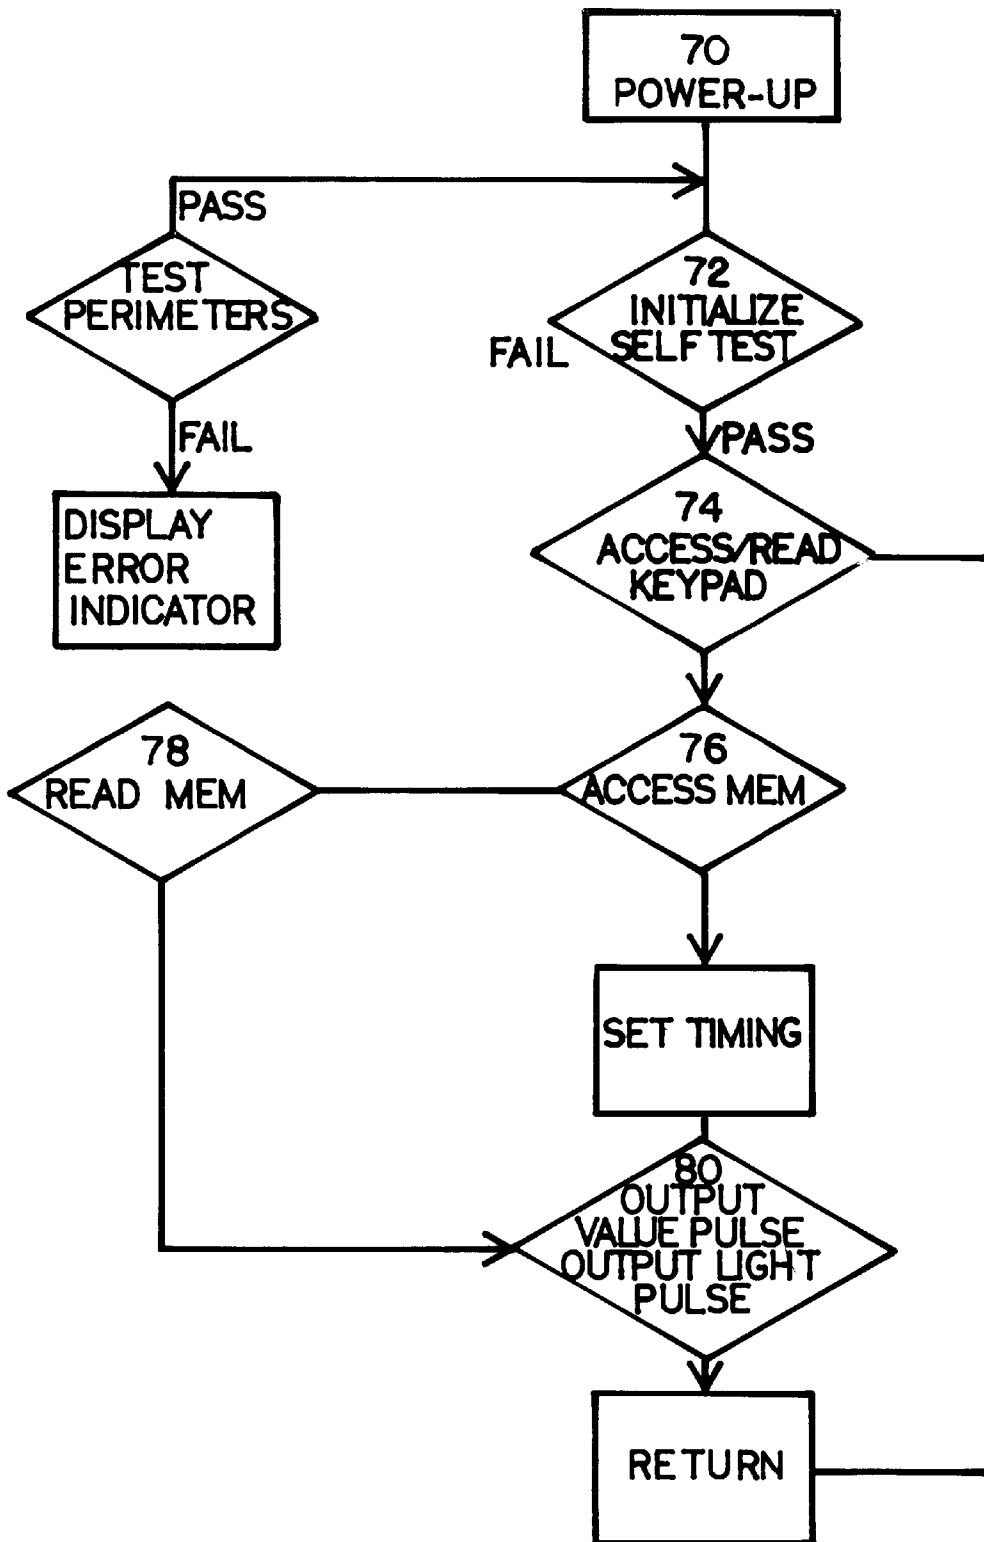 70
POWER-UP
PASS
TEST
PERIMETERS
72
INITIALIZE
SELF TEST
FAIL
PASS
FAIL
DISPLAY
ERROR
INDICATOR
74
ACCESS/READ
KEYPAD
78
READ MEM
76
ACCESS MEM
SET TIMING
80
OUTPUT
VALUE PULSE
OUTPUT LIGHT
PULSE
RETURN